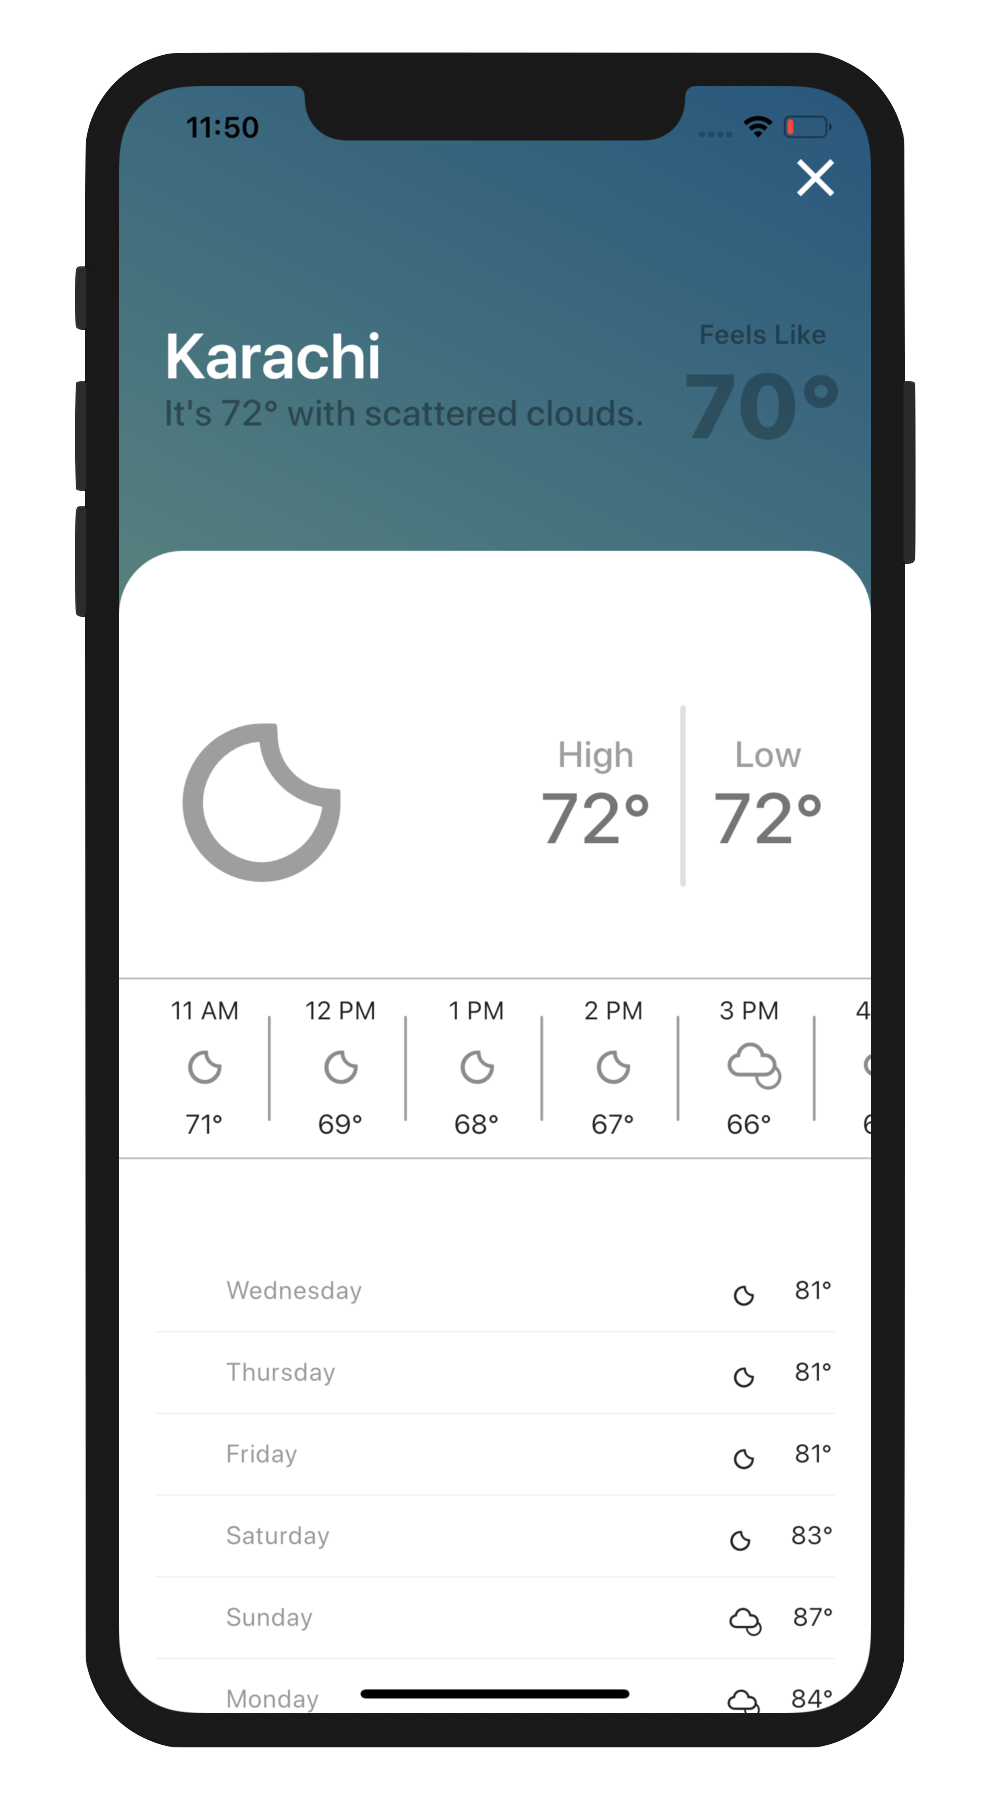 11:50
Karachi
It's 72° with scattered clouds.
Feels Like
70°
High
72°
Low
72°
11 AM 12 PM 1 PM 2 PM 3 PM 4
71° 69° 68° 67° 66° 6
Wednesday 81°
Thursday 81°
Friday 81°
Saturday 83°
Sunday 87°
Monday 84°